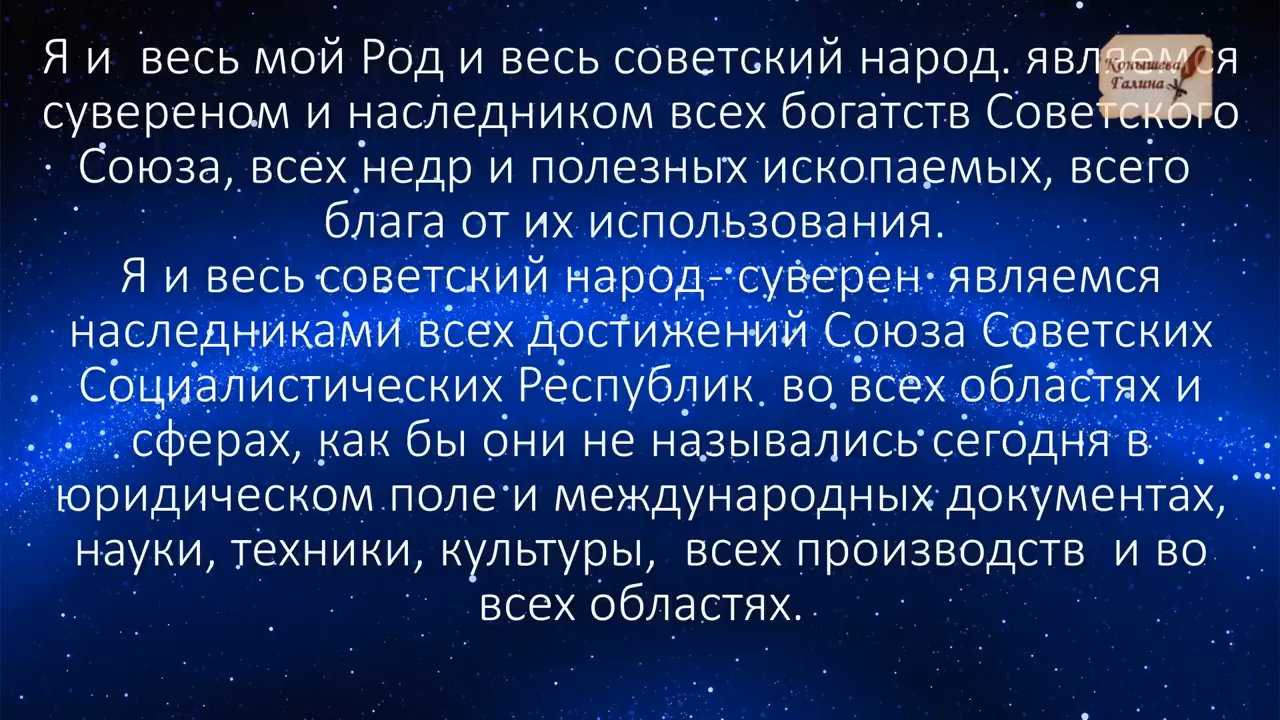 Я и  весь мой Род и весь советский народ. являемся
сувереном и наследником всех богатств Советского
Союза, всех недр и полезных ископаемых, всего
блага от их использования.
Я и весь советский народ- суверен  являемся
наследниками всех достижений Союза Советских
Социалистических Республик  во всех областях и
сферах, как бы они не назывались сегодня в
юридическом поле и международных документах,
науки, техники, культуры,  всех производств  и во
всех областях.
Конышева
Галина